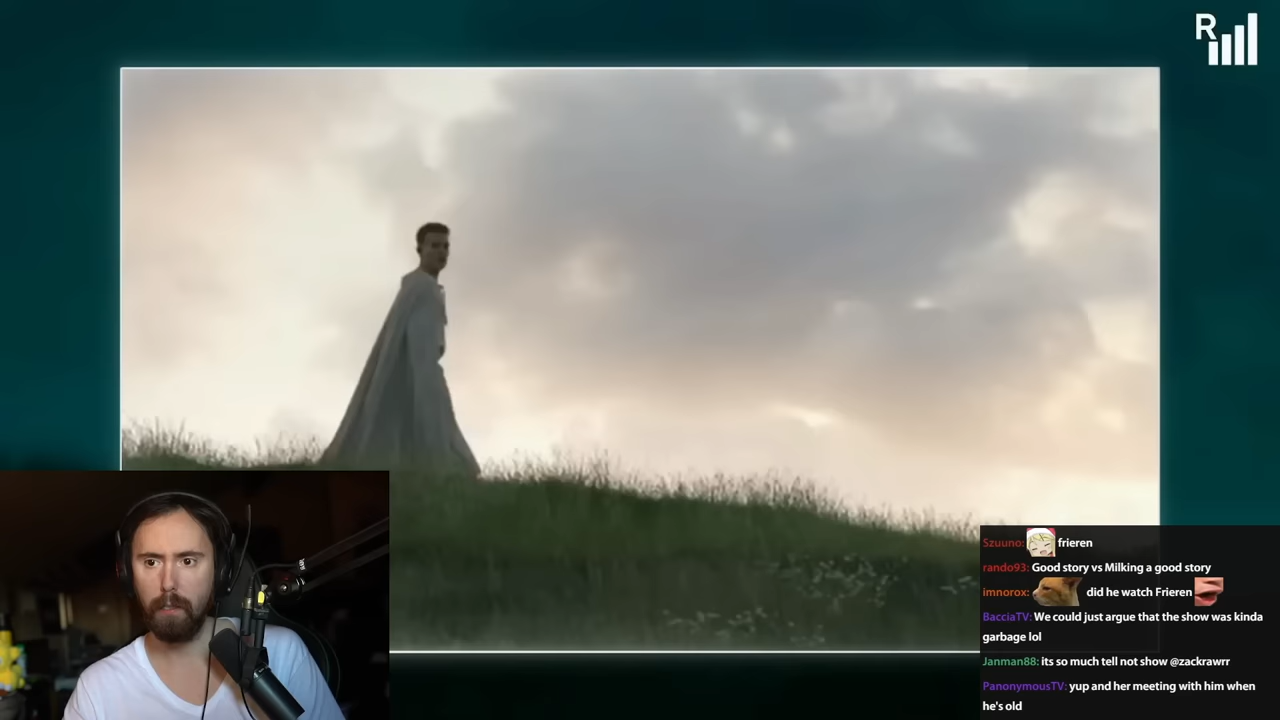 R
Szuuno: frieren
rando93: Good story vs Milking a good story
imnorox: did he watch Frieren
BacciaTV: We could just argue that the show was kinda
garbage lol
Janman88: its so much tell not show @zackrawrr
PanonymousTV: yup and her meeting with him when
he's old